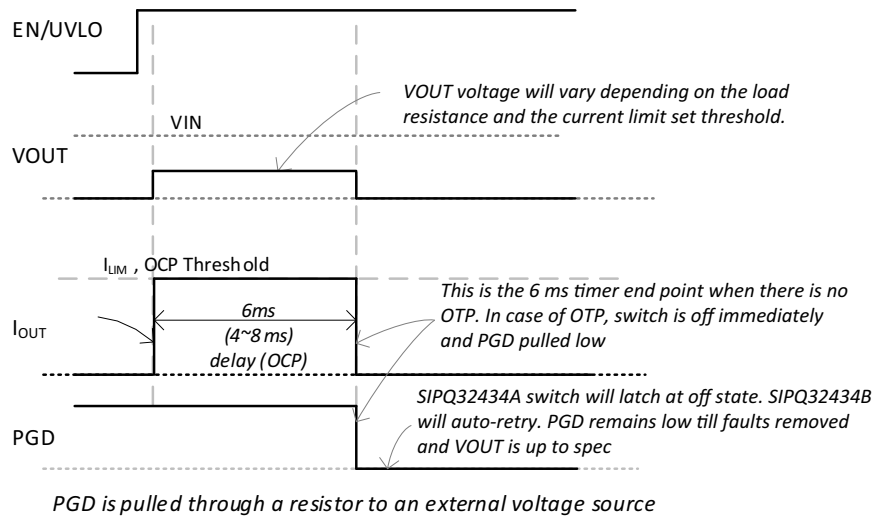 EN/UVLO
VOUT voltage will vary depending on the load
resistance and the current limit set threshold.
VIN
VOUT
ILIM , OCP Threshold
This is the 6 ms timer end point when there is no
OTP. In case of OTP, switch is off immediately
and PGD pulled low
6ms
(4~8 ms)
delay (OCP)
IOUT
SIPQ32434A switch will latch at off state. SIPQ32434B
will auto-retry. PGD remains low till faults removed
and VOUT is up to spec
PGD
PGD is pulled through a resistor to an external voltage source